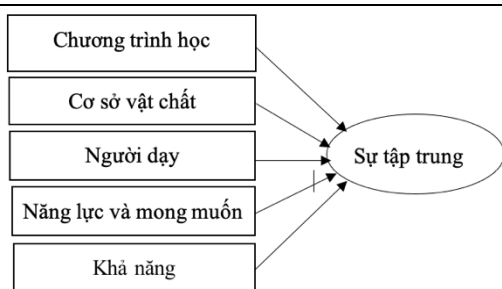 Chương trình học
Cơ sở vật chất
Người dạy
Sự tập trung
Năng lực và mong muốn
Khả năng